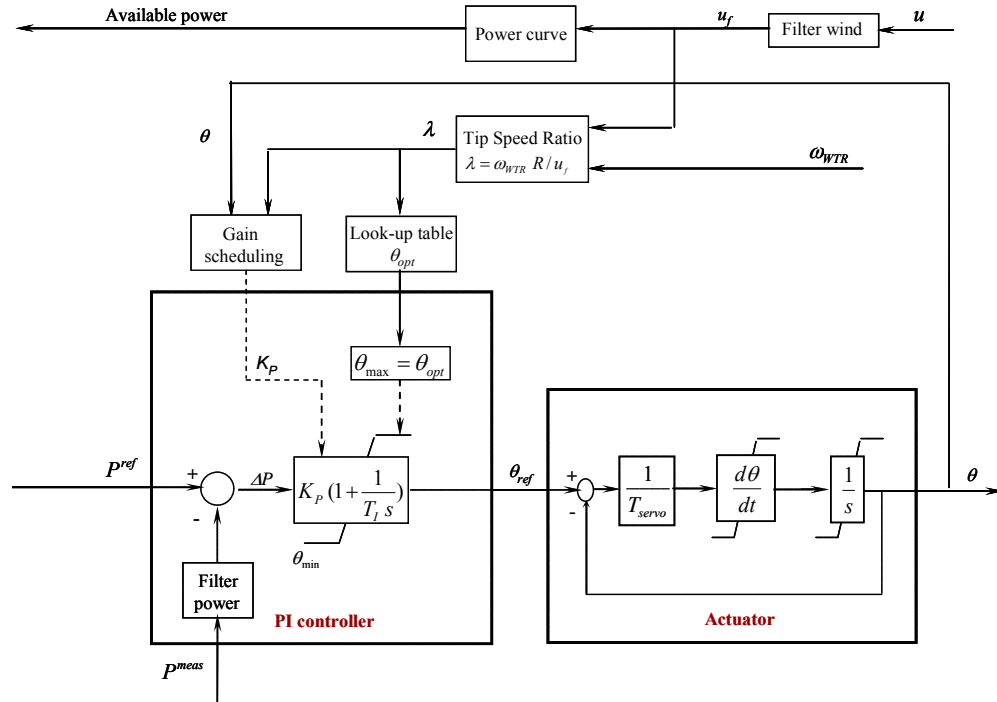 Available power
Power curve
u_f
Filter wind
u
θ
λ
Tip Speed Ratio
λ = ω_WTR R / u_f
ω_WTR
Gain
scheduling
Look-up table
θ_opt
K_P
θ_max = θ_opt
P^ref
+
-
ΔP
K_P (1 + 1/(T_I s))
θ_min
θ_ref
+
-
1/T_servo
dθ/dt
1/s
θ
Filter
power
PI controller
Actuator
P^meas